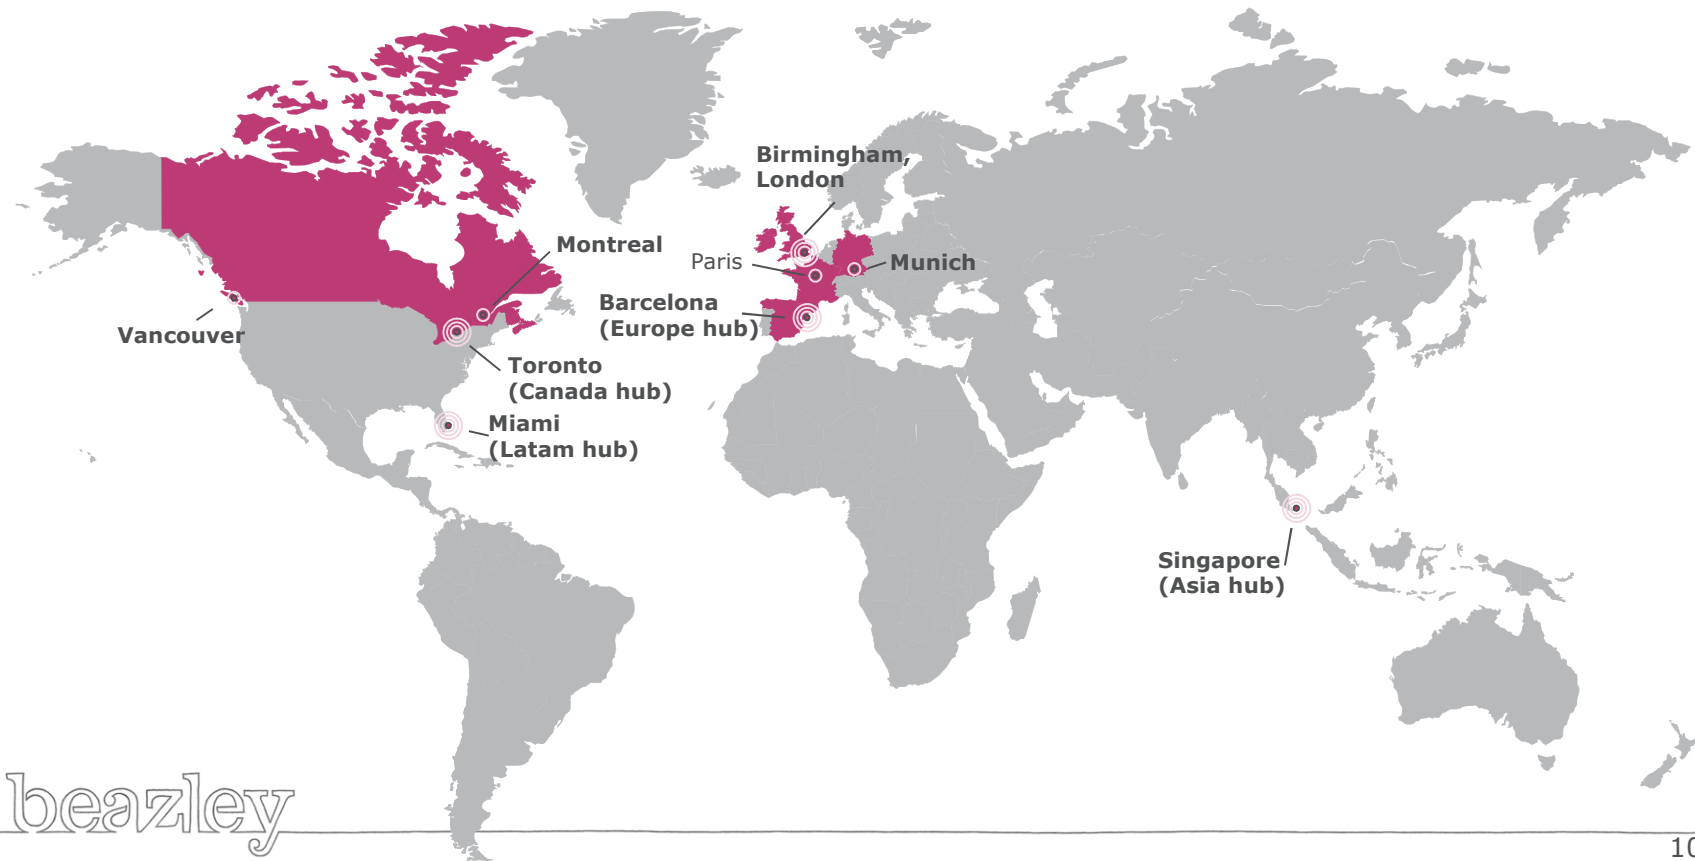 Birmingham,
London
Montreal
Paris
Munich
Barcelona
(Europe hub)
Vancouver
Toronto
(Canada hub)
Miami
(Latam hub)
Singapore
(Asia hub)
beazley
10